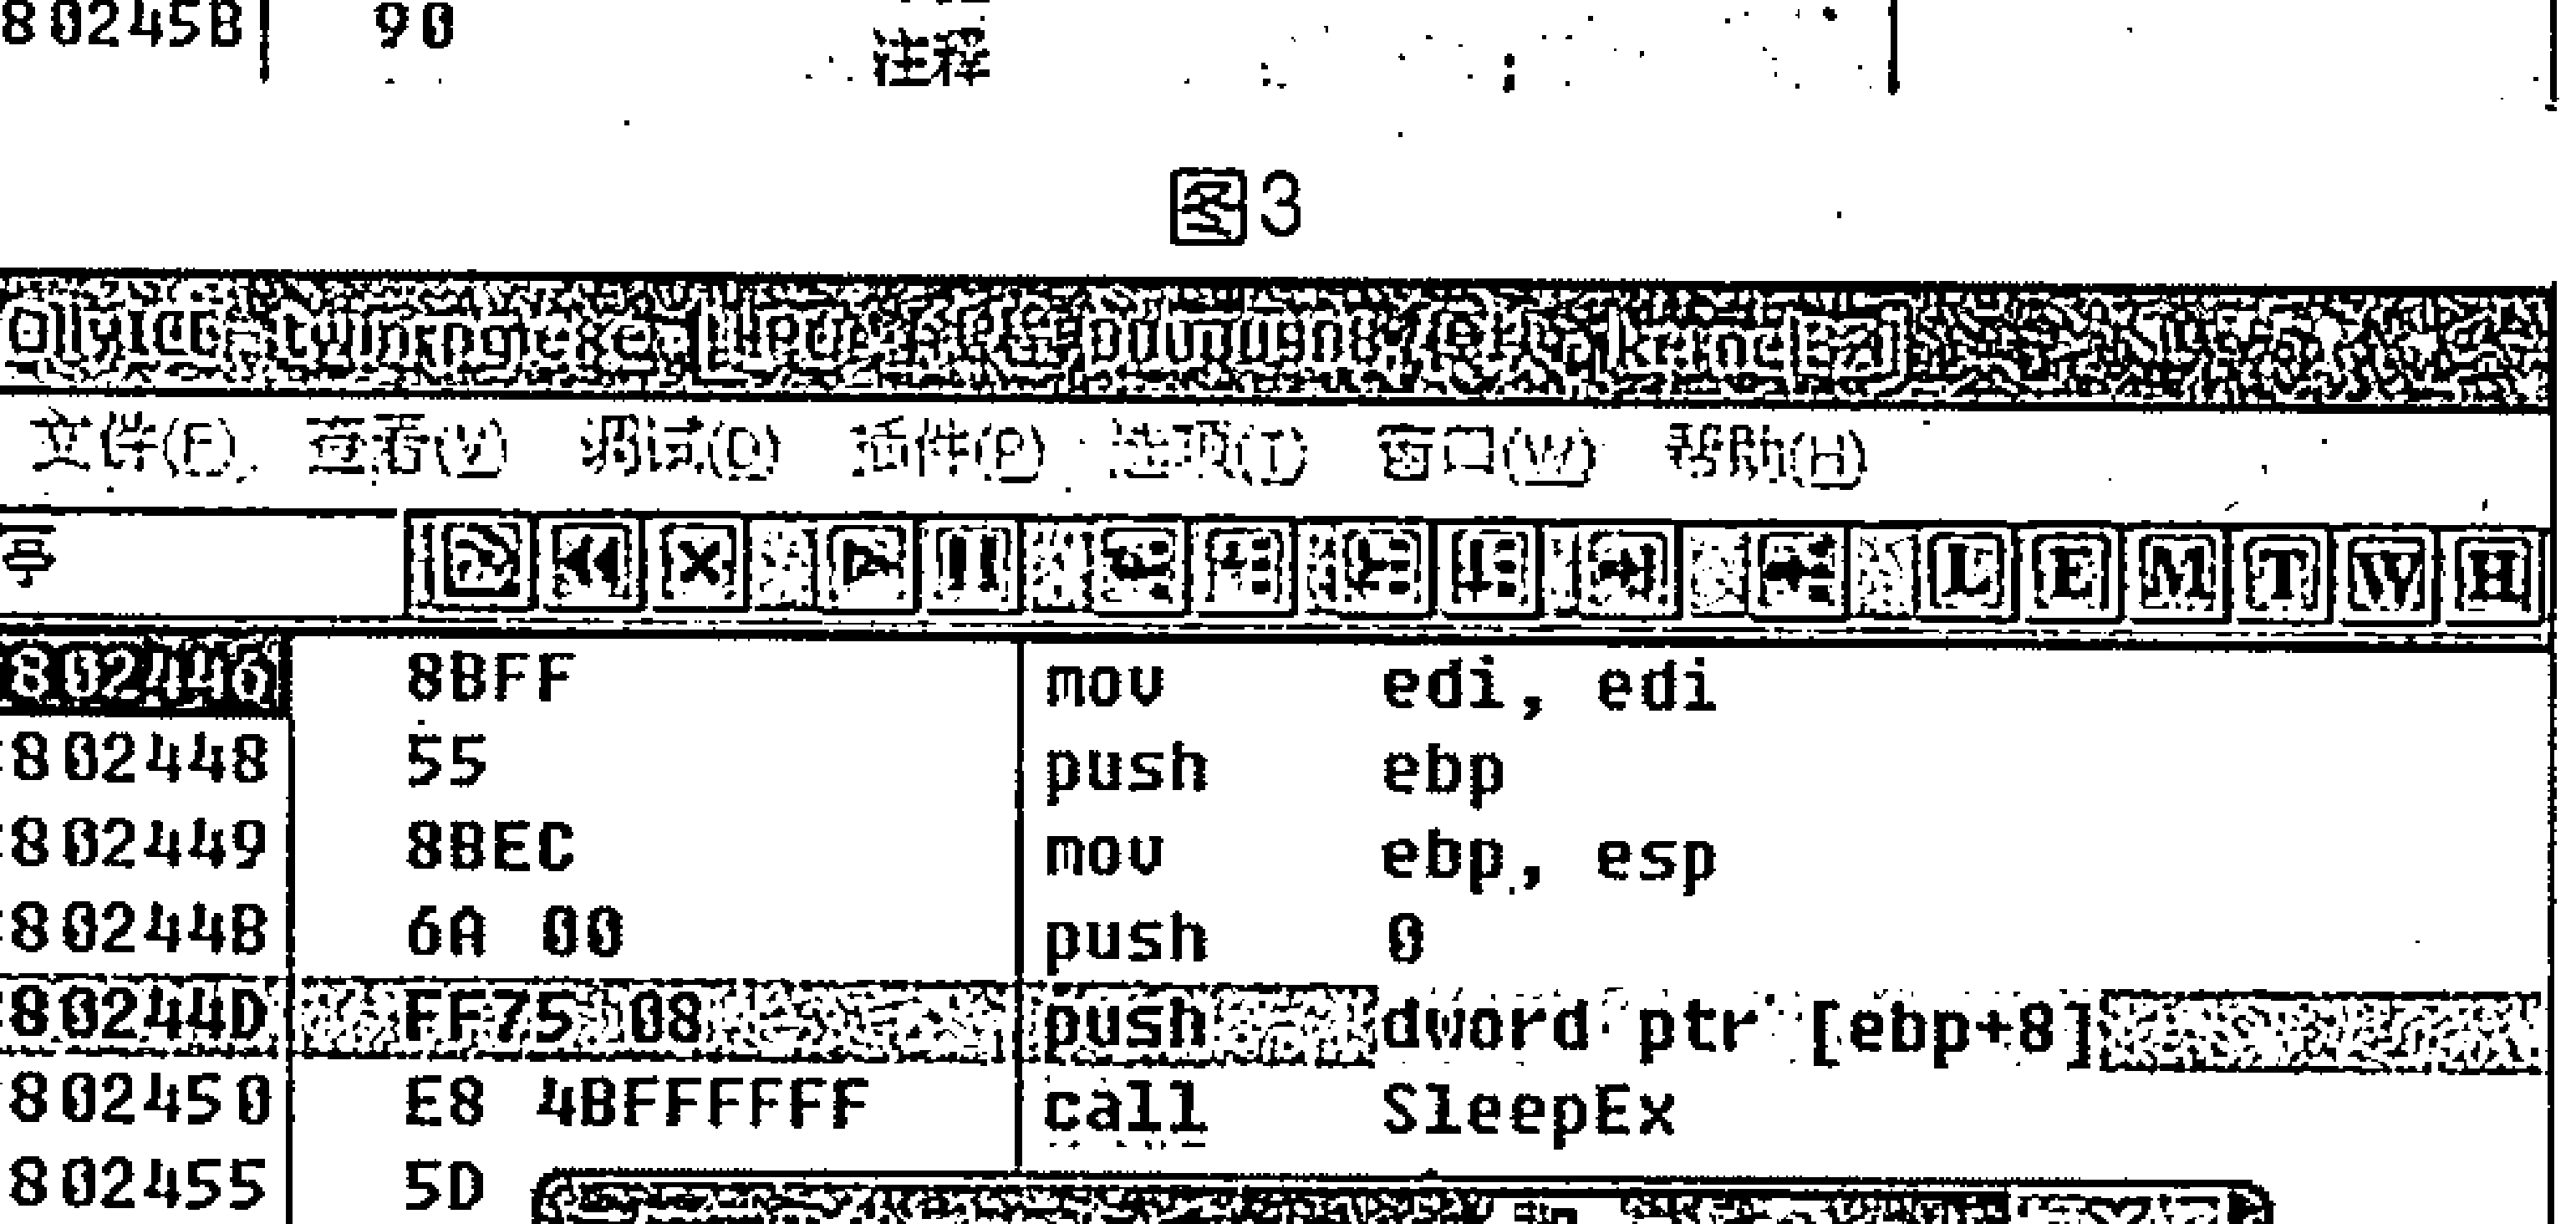 80245B 90
注释 ;
图3
文件(F) 查看(V) 调试(D) 插件(P) 选项(T) 窗口(W) 帮助(H)
停 L E M T W H
802446 8BFF mov edi, edi
802448 55 push ebp
802449 8BEC mov ebp, esp
80244B 6A 00 push 0
80244D FF75 08 push dword ptr [ebp+8]
802450 E8 4BFFFFFF call SleepEx
802455 5D